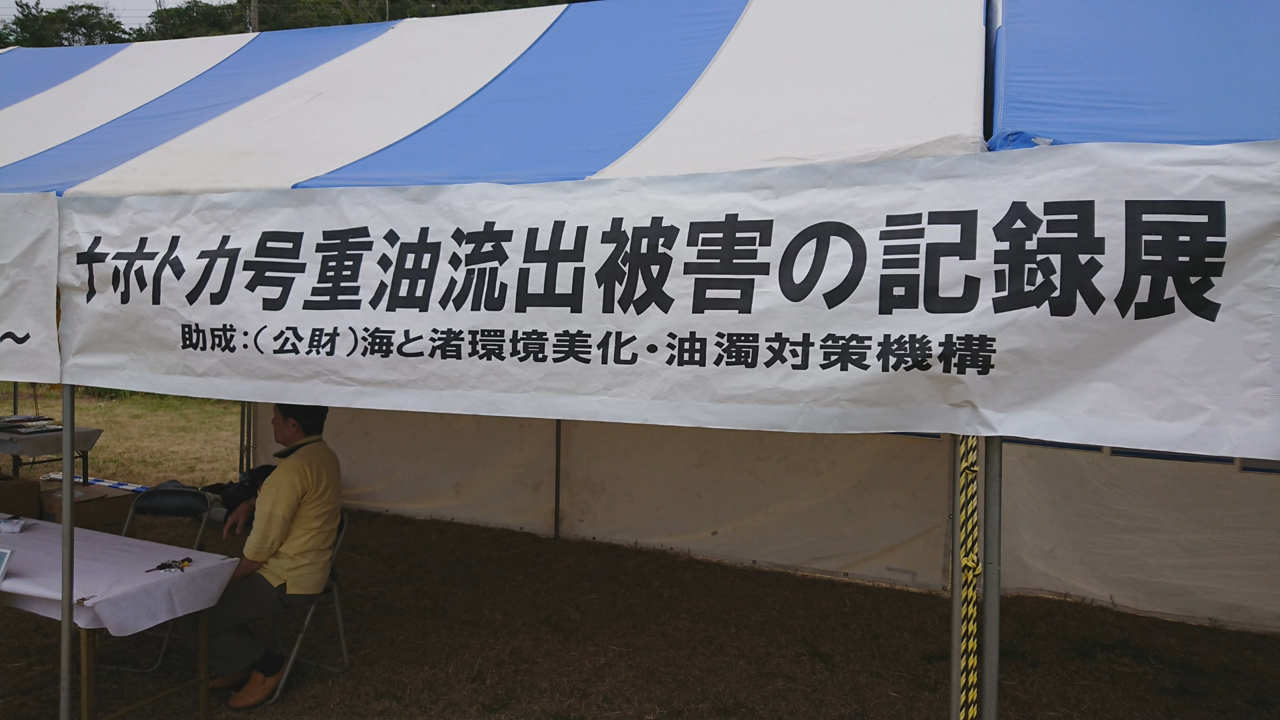 ナホトカ号重油流出被害の記録展
助成:(公財)海と渚環境美化・油濁対策機構
～